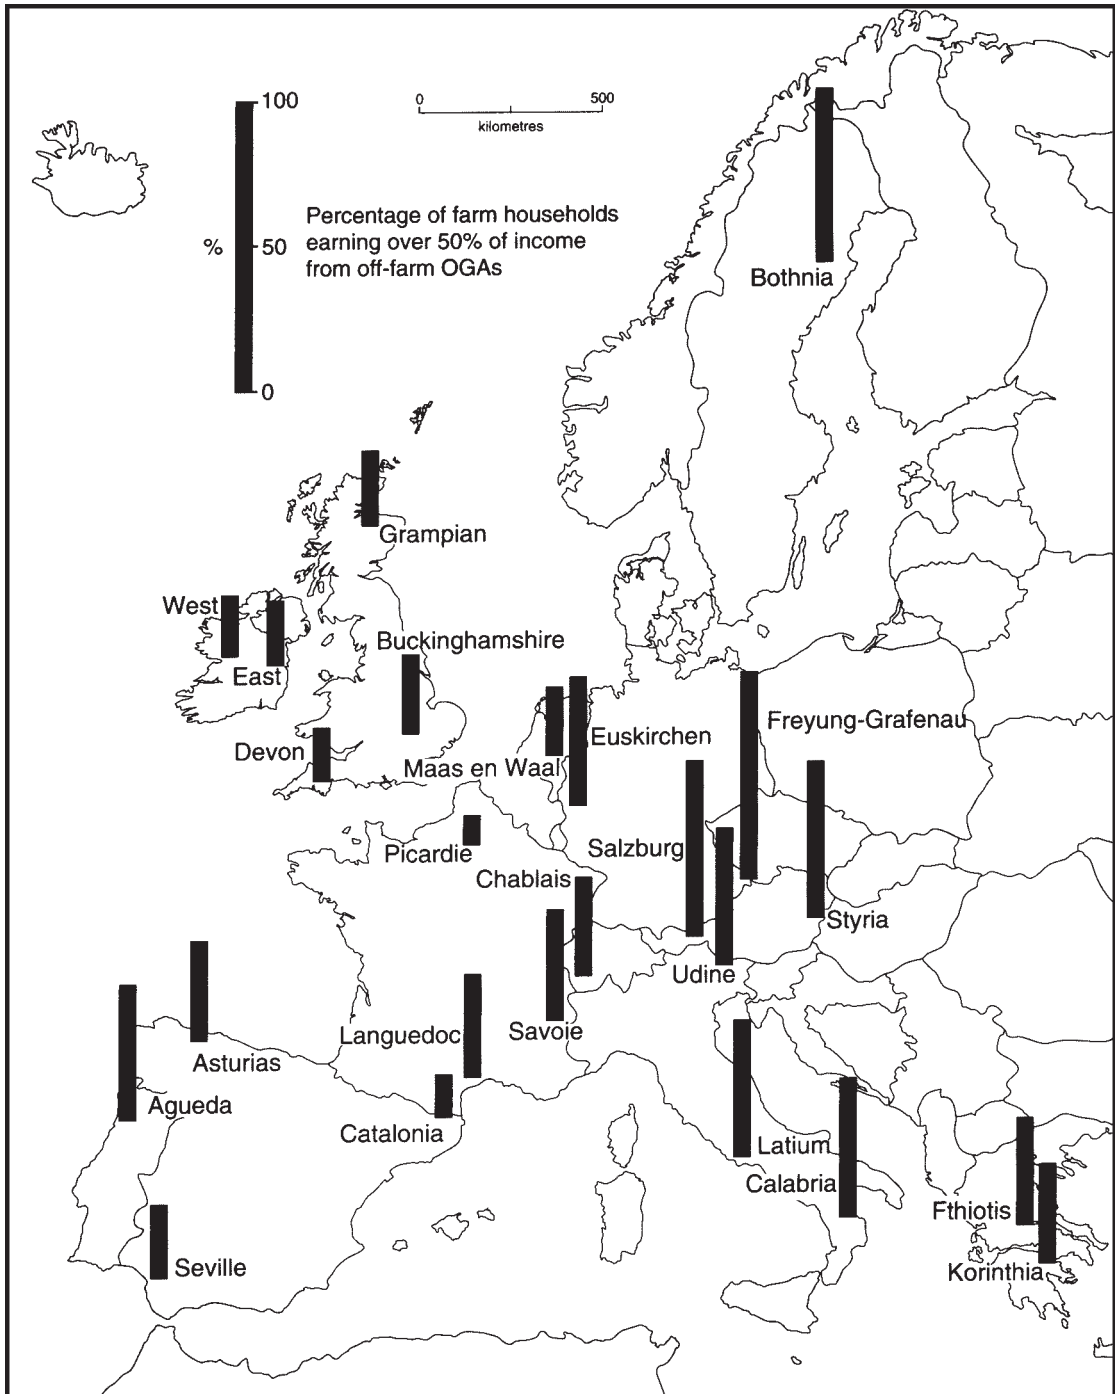 100
0
500
kilometres
Percentage of farm households
%
50
earning over 50% of income
from off-farm OGAs
Bothnia
0
Grampian
West
Buckinghamshire
East
Freyung-Grafenau
Devon
Euskirchen
Maas en Waal
Picardie
Salzburg
Chablais
Styria
Udine
Savoie
Languedoc
Asturias
Agueda
Catalonia
Latium
Calabria
Fthiotis
Seville
Korinthia